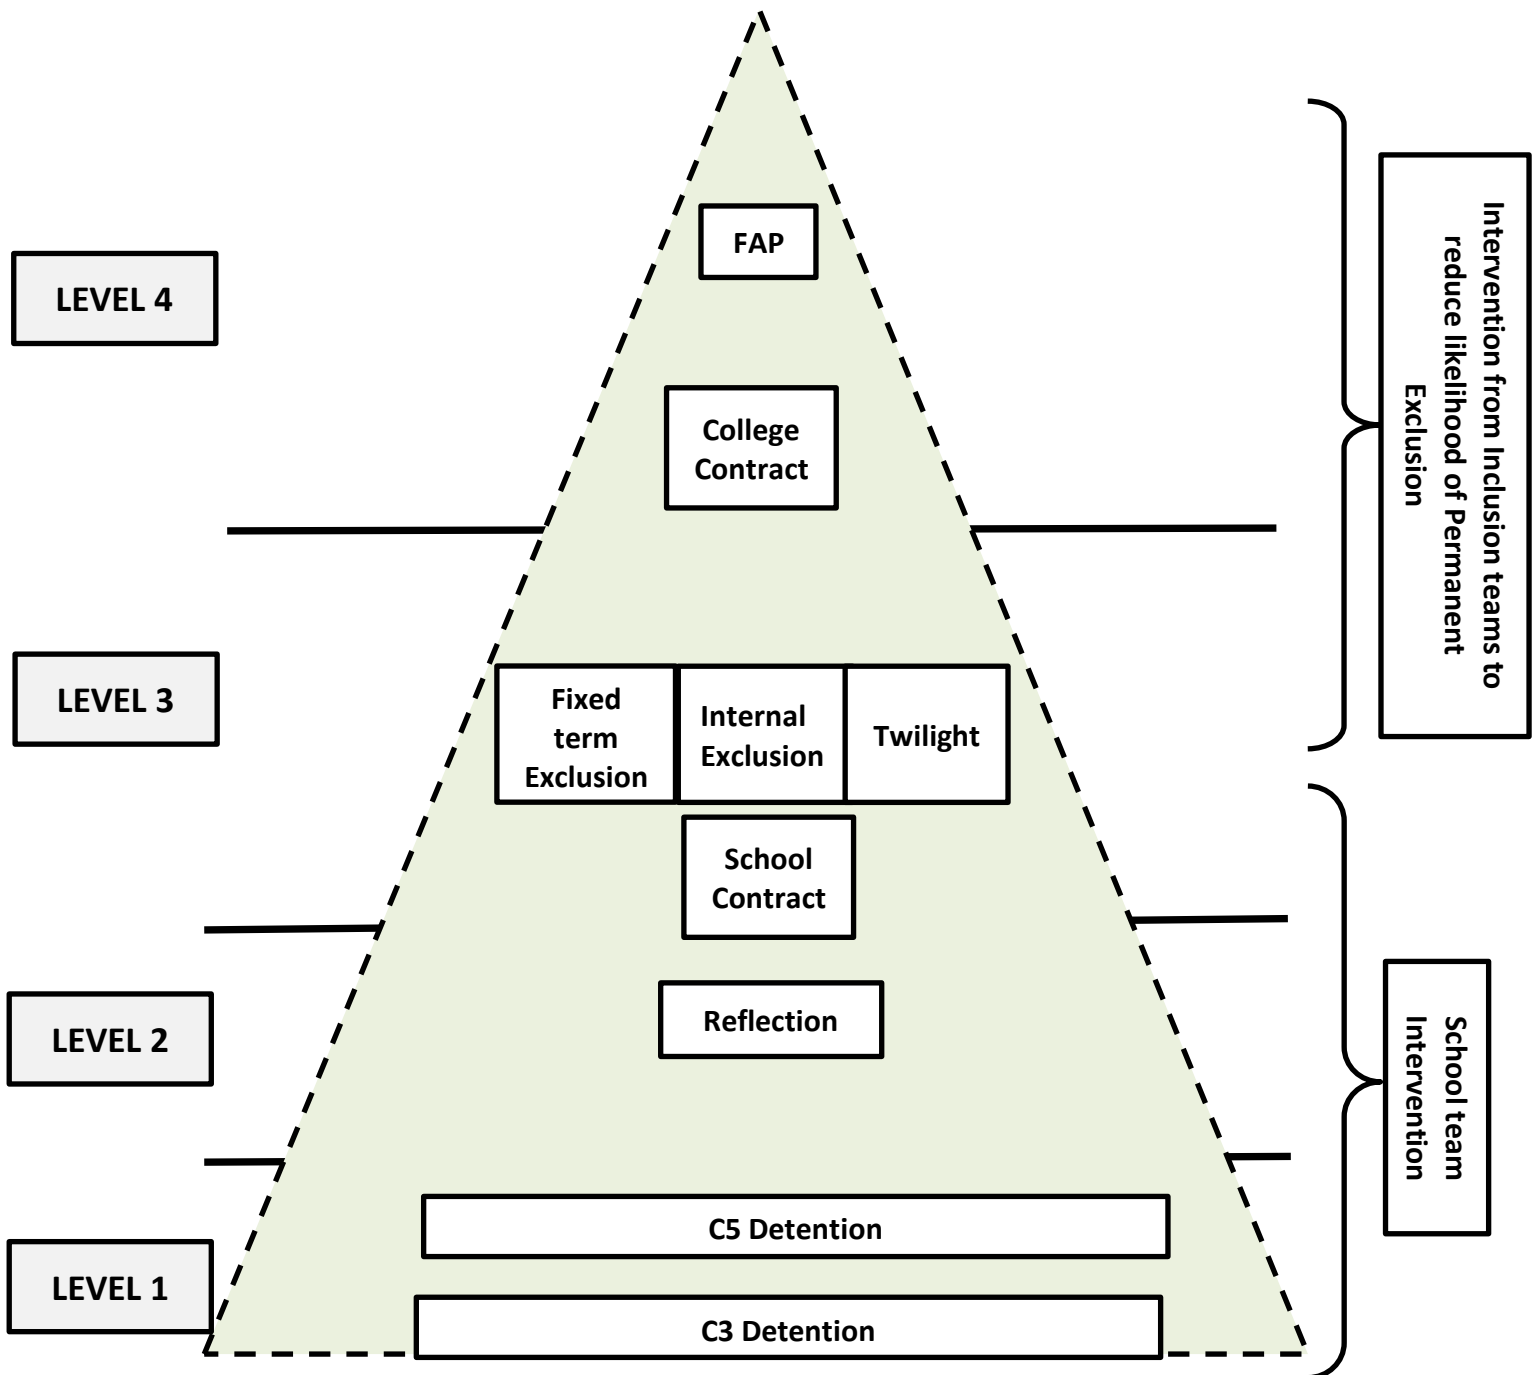 FAP
LEVEL 4
College
Contract
Intervention from Inclusion teams to
reduce likelihood of Permanent
Exclusion
LEVEL 3
Fixed
term
Exclusion
Internal
Exclusion
Twilight
School
Contract
LEVEL 2
Reflection
School team
Intervention
LEVEL 1
C5 Detention
C3 Detention